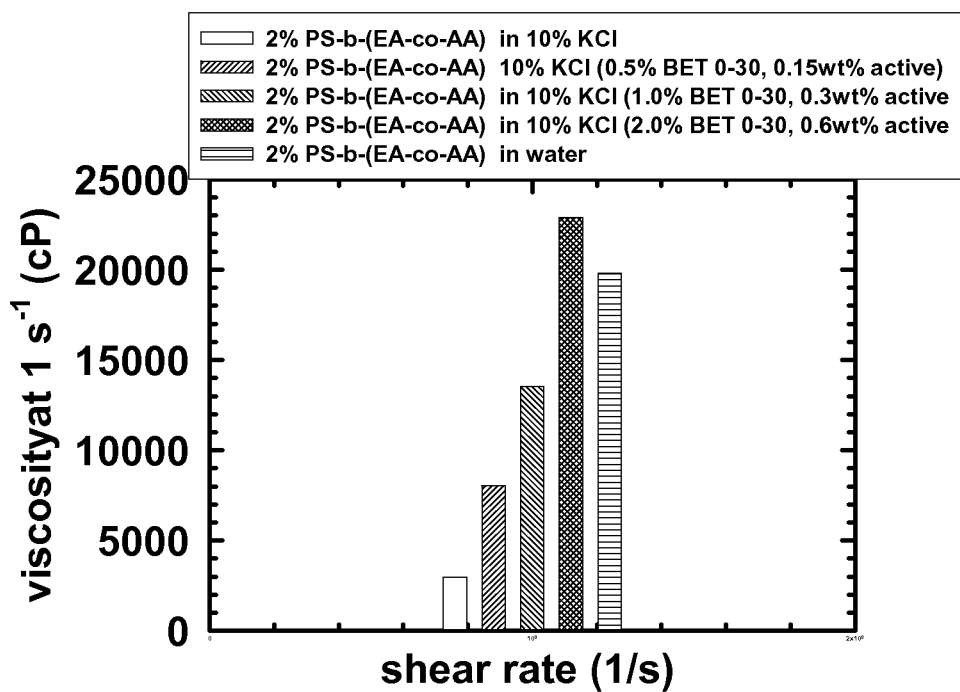 2% PS-b-(EA-co-AA) in 10% KCl
2% PS-b-(EA-co-AA) 10% KCl (0.5% BET 0-30, 0.15wt% active)
2% PS-b-(EA-co-AA) in 10% KCl (1.0% BET 0-30, 0.3wt% active
2% PS-b-(EA-co-AA) in 10% KCl (2.0% BET 0-30, 0.6wt% active
2% PS-b-(EA-co-AA) in water
25000
20000
15000
10000
5000
0
viscosityat 1 s⁻¹ (cP)
0 10⁰ 2x10⁰
shear rate (1/s)